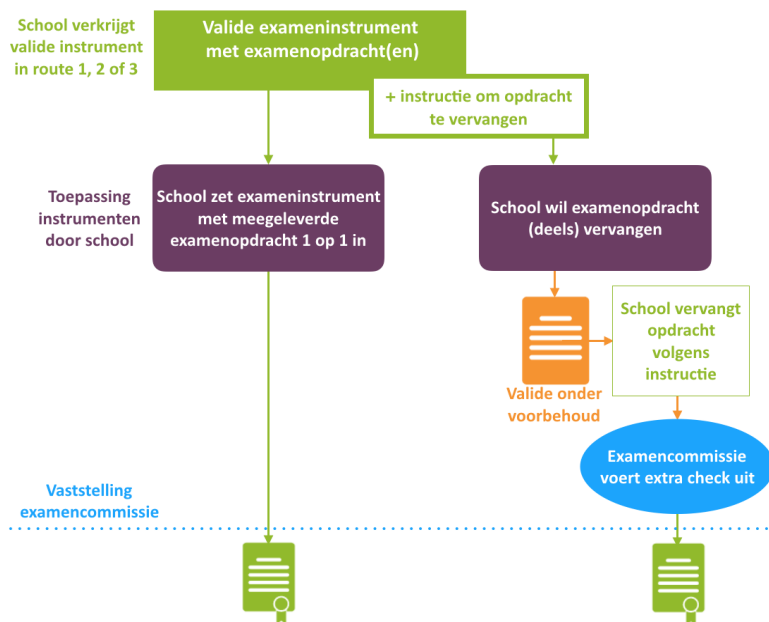 School verkrijgt
valide instrument
in route 1, 2 of 3
Valide exameninstrument
met examenopdracht(en)
+ instructie om opdracht
te vervangen
Toepassing
instrumenten
door school
School zet exameninstrument
met meegeleverde
examenopdracht 1 op 1 in
School wil examenopdracht
(deels) vervangen
School vervangt
opdracht
volgens
instructie
Valide onder
voorbehoud
Examencommissie
voert extra check uit
Vaststelling
examencommissie